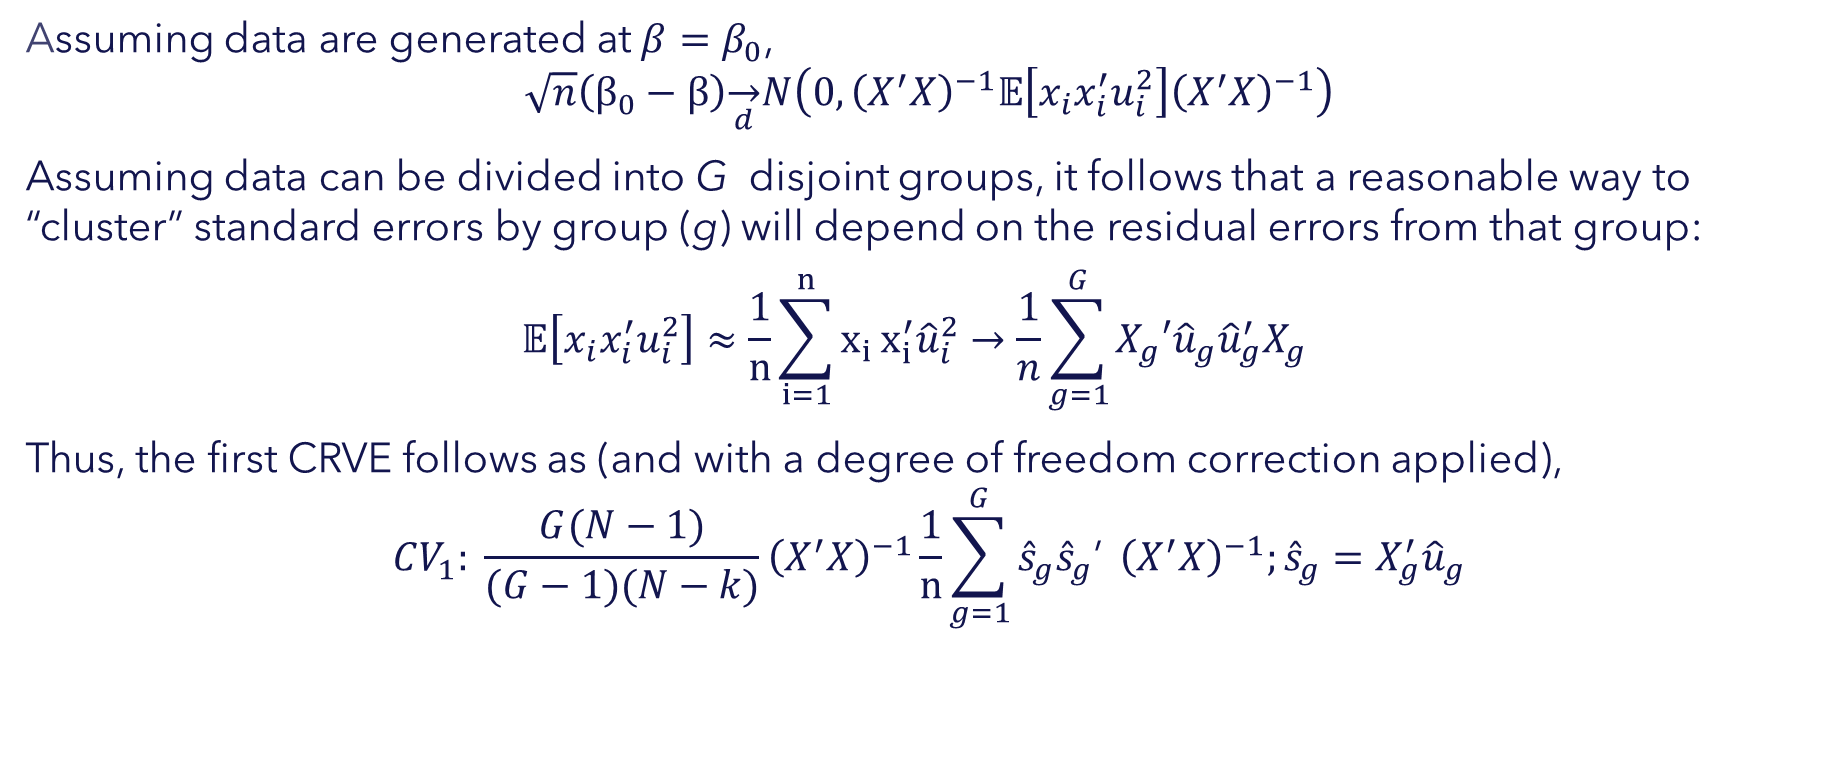 Assuming data are generated at β = β₀,
√n(β₀ − β)→N(0, (X′X)⁻¹𝔼[xᵢxᵢ′uᵢ²](X′X)⁻¹)
d
Assuming data can be divided into G disjoint groups, it follows that a reasonable way to
“cluster” standard errors by group (g) will depend on the residual errors from that group:
𝔼[xᵢxᵢ′uᵢ²] ≈ 1/n ∑_{i=1}^{n} xᵢ xᵢ′ûᵢ² → 1/n ∑_{g=1}^{G} X_g′û_gû_g′X_g
Thus, the first CRVE follows as (and with a degree of freedom correction applied),
CV₁: G(N − 1)/((G − 1)(N − k)) (X′X)⁻¹ 1/n ∑_{g=1}^{G} ŝ_gŝ_g′ (X′X)⁻¹; ŝ_g = X_g′û_g